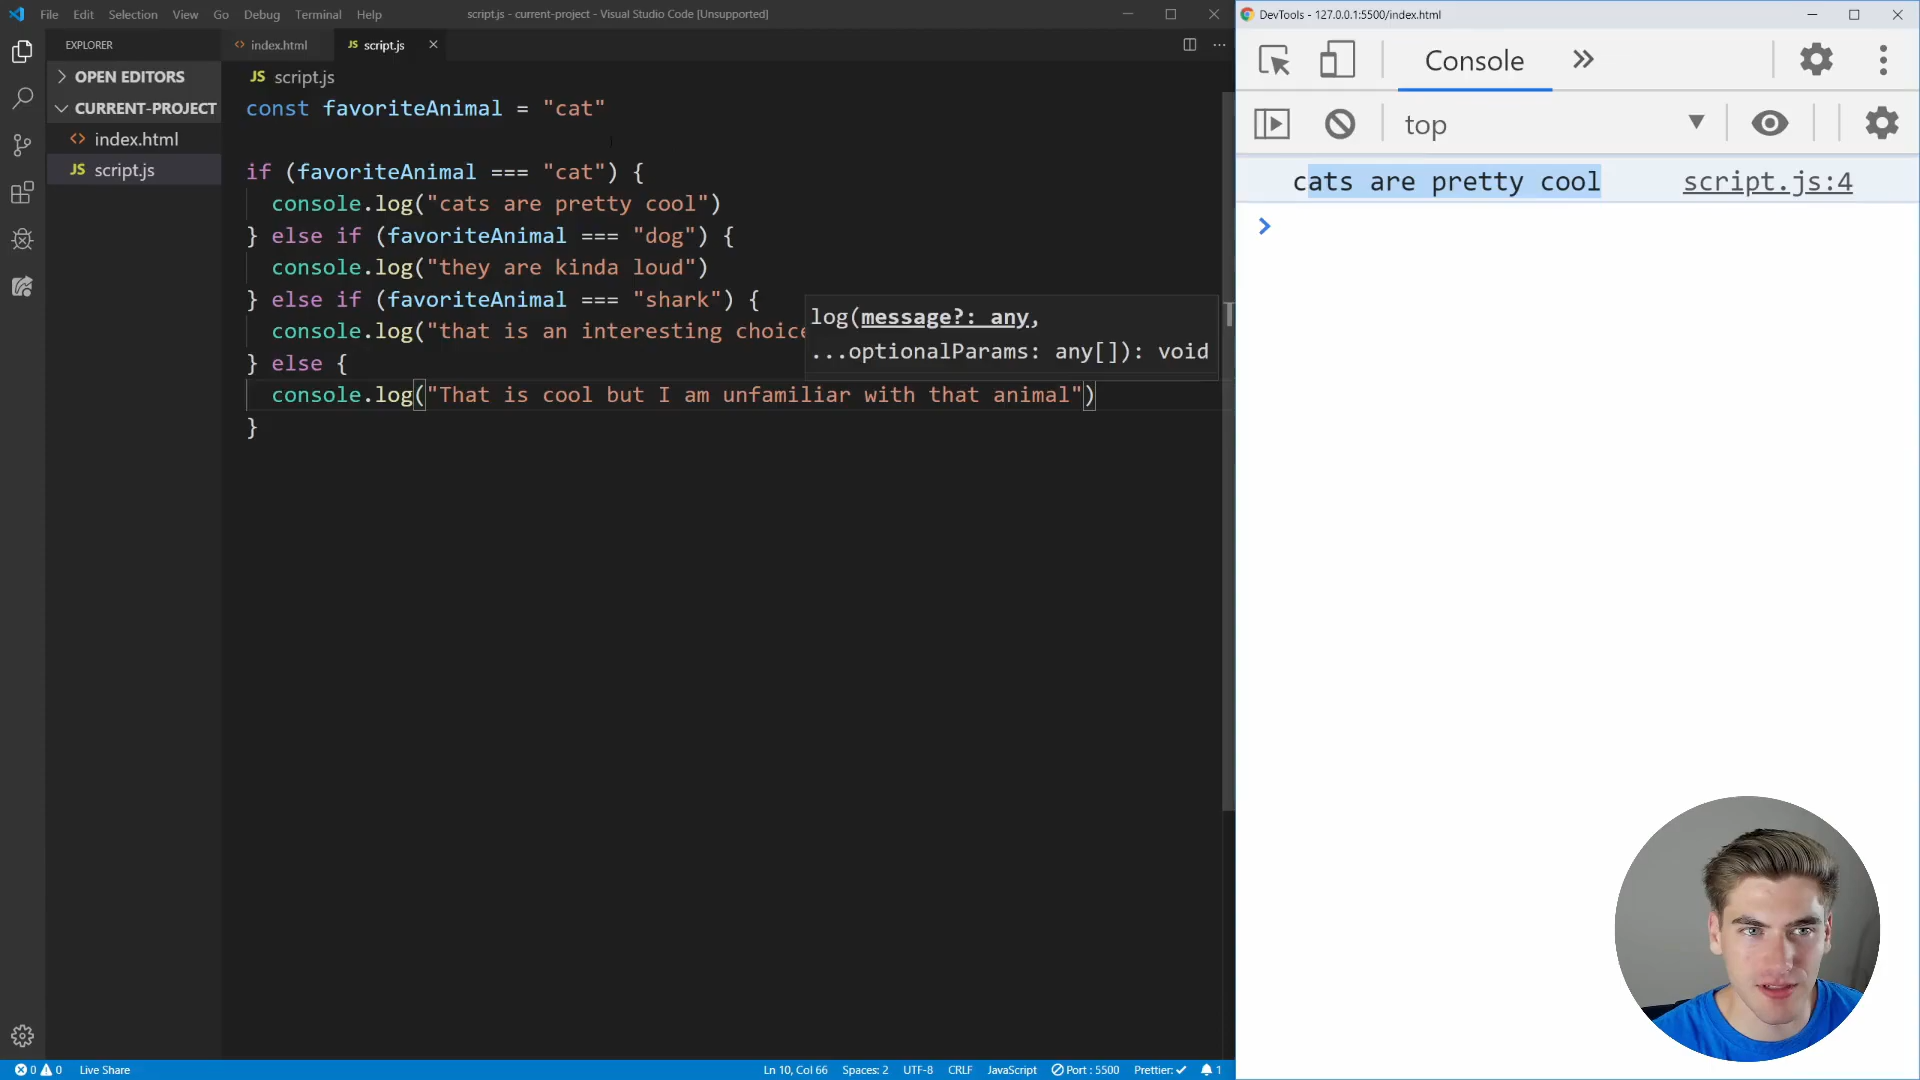 File Edit Selection View Go Debug Terminal Help
script.js - current-project - Visual Studio Code [Unsupported]
EXPLORER
OPEN EDITORS
CURRENT-PROJECT
index.html
JS script.js
index.html
JS script.js
JS script.js
const favoriteAnimal = "cat"
if (favoriteAnimal === "cat") {
console.log("cats are pretty cool")
} else if (favoriteAnimal === "dog") {
console.log("they are kinda loud")
} else if (favoriteAnimal === "shark") {
console.log("that is an interesting choice
} else {
console.log("That is cool but I am unfamiliar with that animal")
}
log(message?: any,
...optionalParams: any[]): void
0 0 Live Share
Ln 10, Col 66 Spaces: 2 UTF-8 CRLF JavaScript Port : 5500 Prettier: 1
DevTools - 127.0.0.1:5500/index.html
Console
top
cats are pretty cool script.js:4